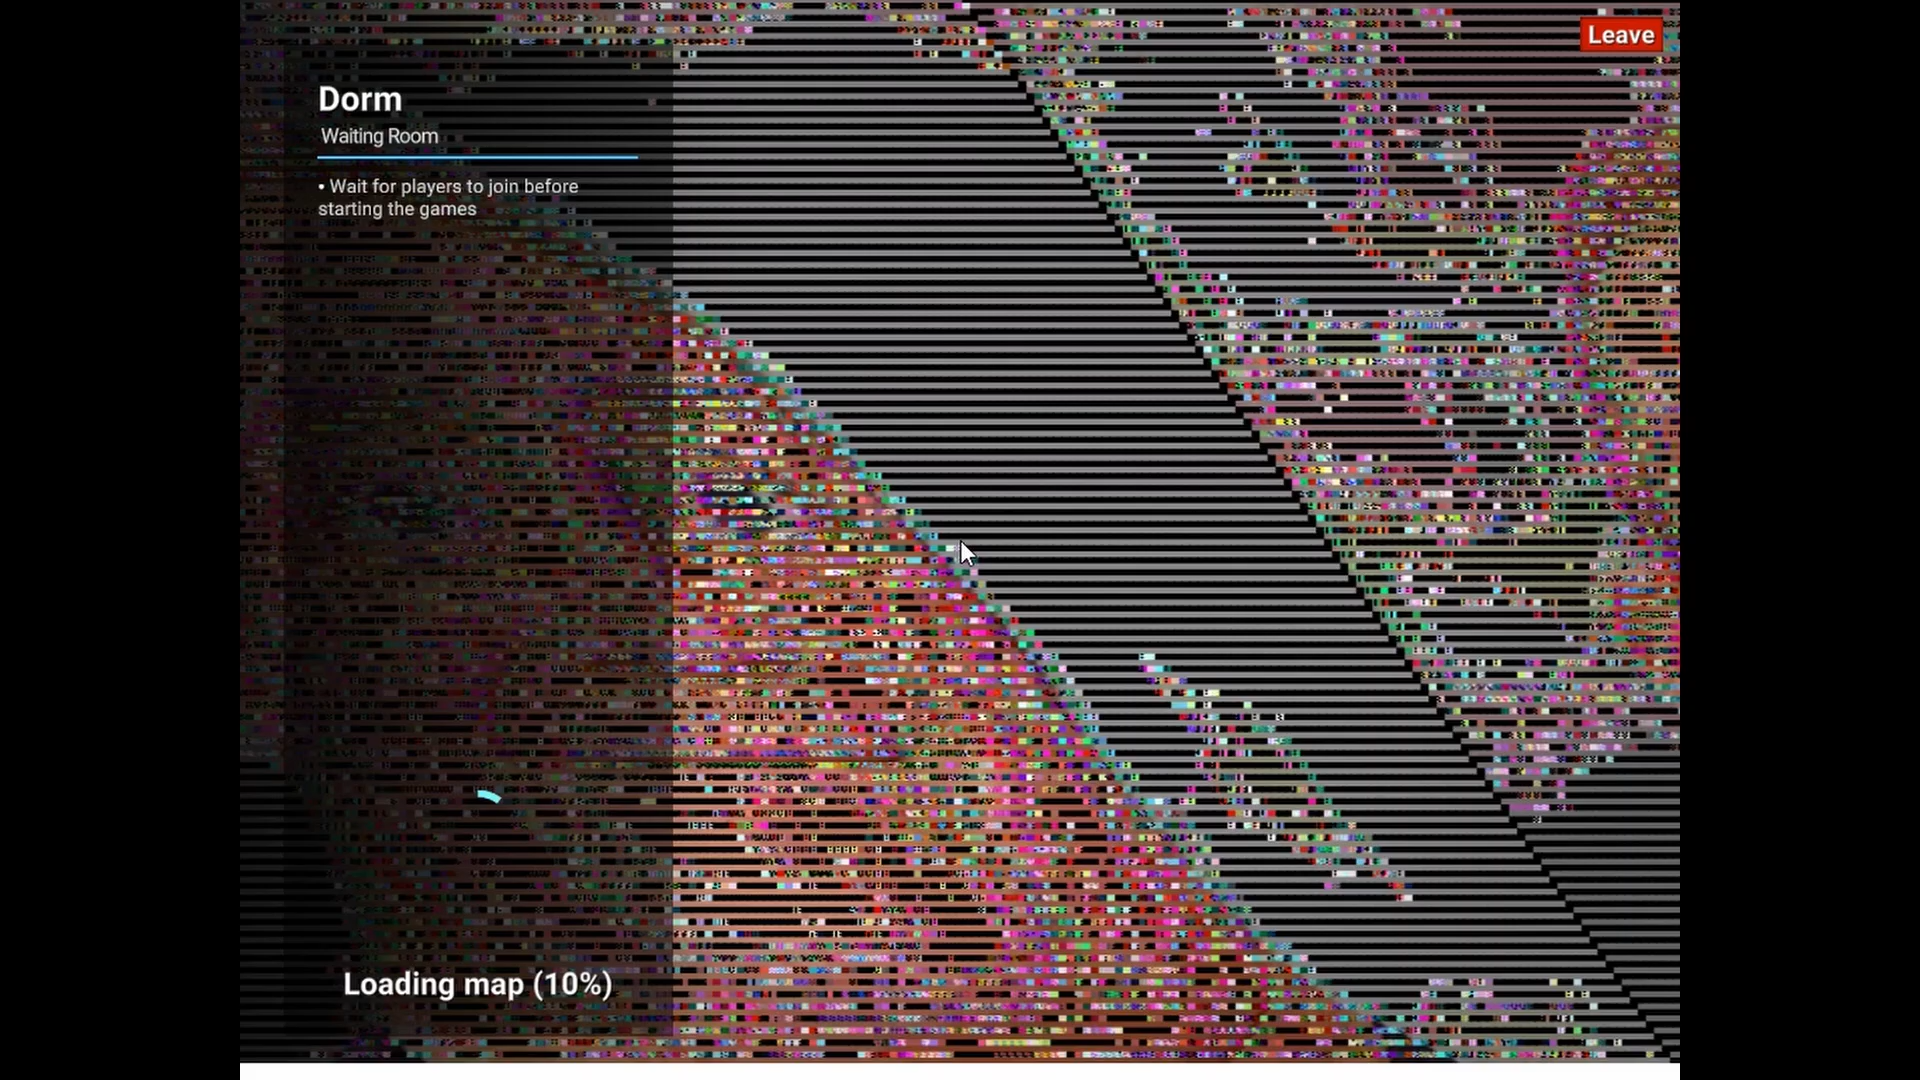 Leave
Dorm
Waiting Room
• Wait for players to join before
starting the games
Loading map (10%)